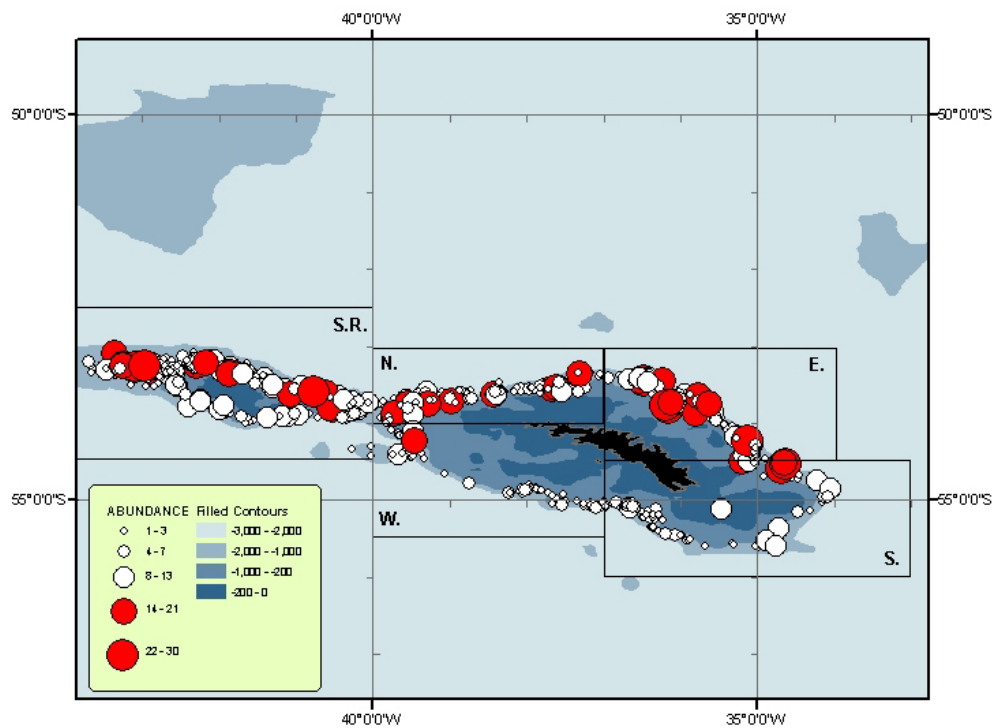 40°0'0"W 35°0'0"W
50°0'0"S 50°0'0"S
S.R.
N. E.
55°0'0"S 55°0'0"S
W.
S.
ABUNDANCE Filled Contours
1 - 3 -3,000 - -2,000
4 - 7 -2,000 - -1,000
8 - 13 -1,000 - -200
-200 - 0
14 - 21
22 - 30
40°0'0"W 35°0'0"W